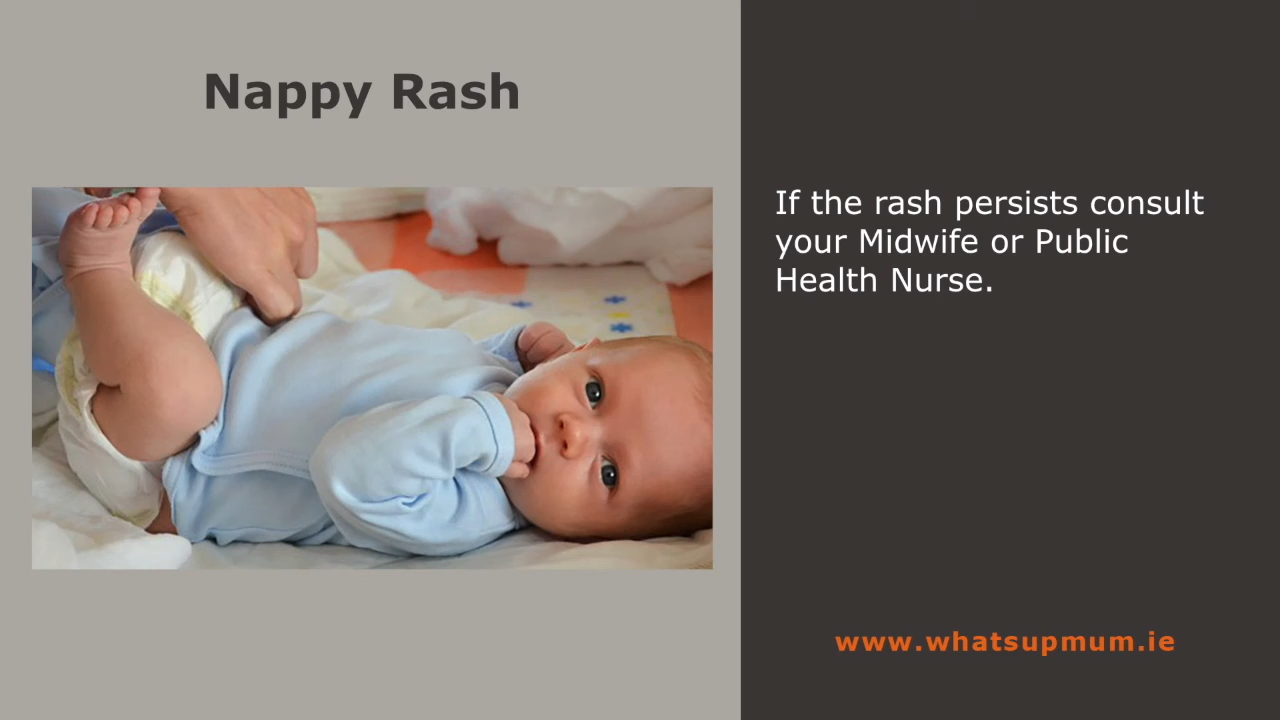 Nappy Rash
If the rash persists consult
your Midwife or Public
Health Nurse.
www.whatsupmum.ie